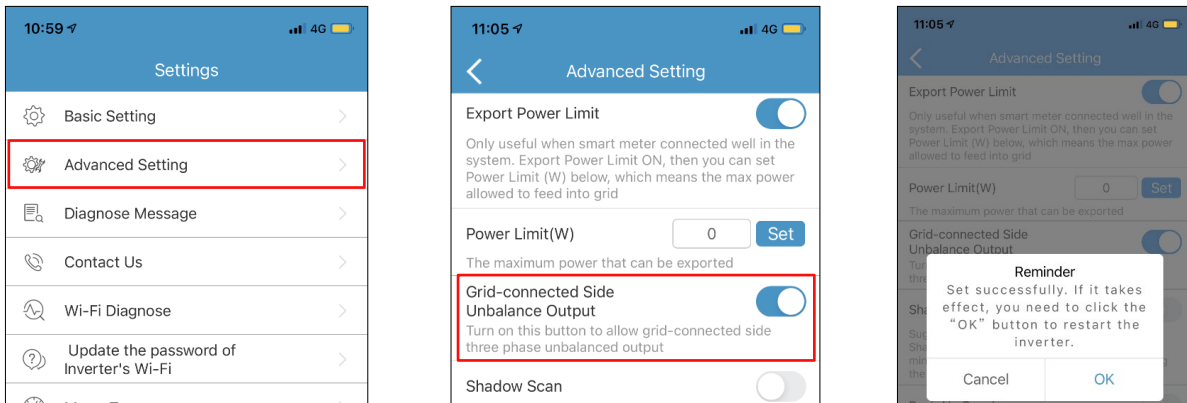 10:59
4G
Settings
Basic Setting
Advanced Setting
Diagnose Message
Contact Us
Wi-Fi Diagnose
Update the password of
Inverter's Wi-Fi
11:05
4G
Advanced Setting
Export Power Limit
Only useful when smart meter connected well in the
system. Export Power Limit ON, then you can set
Power Limit (W) below, which means the max power
allowed to feed into grid
Power Limit(W) 0 Set
The maximum power that can be exported
Grid-connected Side
Unbalance Output
Turn on this button to allow grid-connected side
three phase unbalanced output
Shadow Scan
11:05
4G
Advanced Setting
Export Power Limit
Only useful when smart meter connected well in the
system. Export Power Limit ON, then you can set
Power Limit (W) below, which means the max power
allowed to feed into grid
Power Limit(W) 0 Set
The maximum power that can be exported
Grid-connected Side
Unbalance Output
Reminder
Set successfully. If it takes
effect, you need to click the
“OK” button to restart the
inverter.
Cancel OK